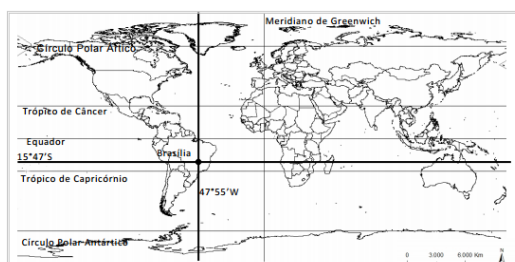 Meridiano de Greenwich
Círculo Polar Ártico
Trópico de Câncer
Equador
15°47'S
Brasília
Trópico de Capricórnio
47°55'W
Círculo Polar Antártico
0 3.000 6.000 Km
N